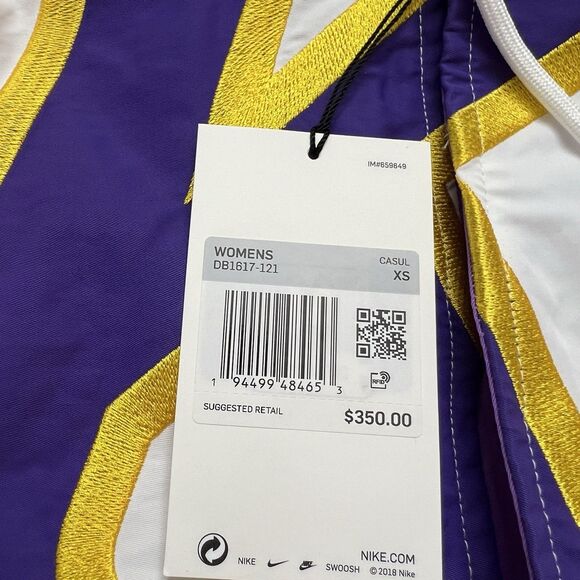 IM#659849
WOMENS
DB1617-121
CASUL
XS
1 94499 48465 3
RFID
SUGGESTED RETAIL
$350.00
NIKE SWOOSH
NIKE.COM
© 2018 Nike